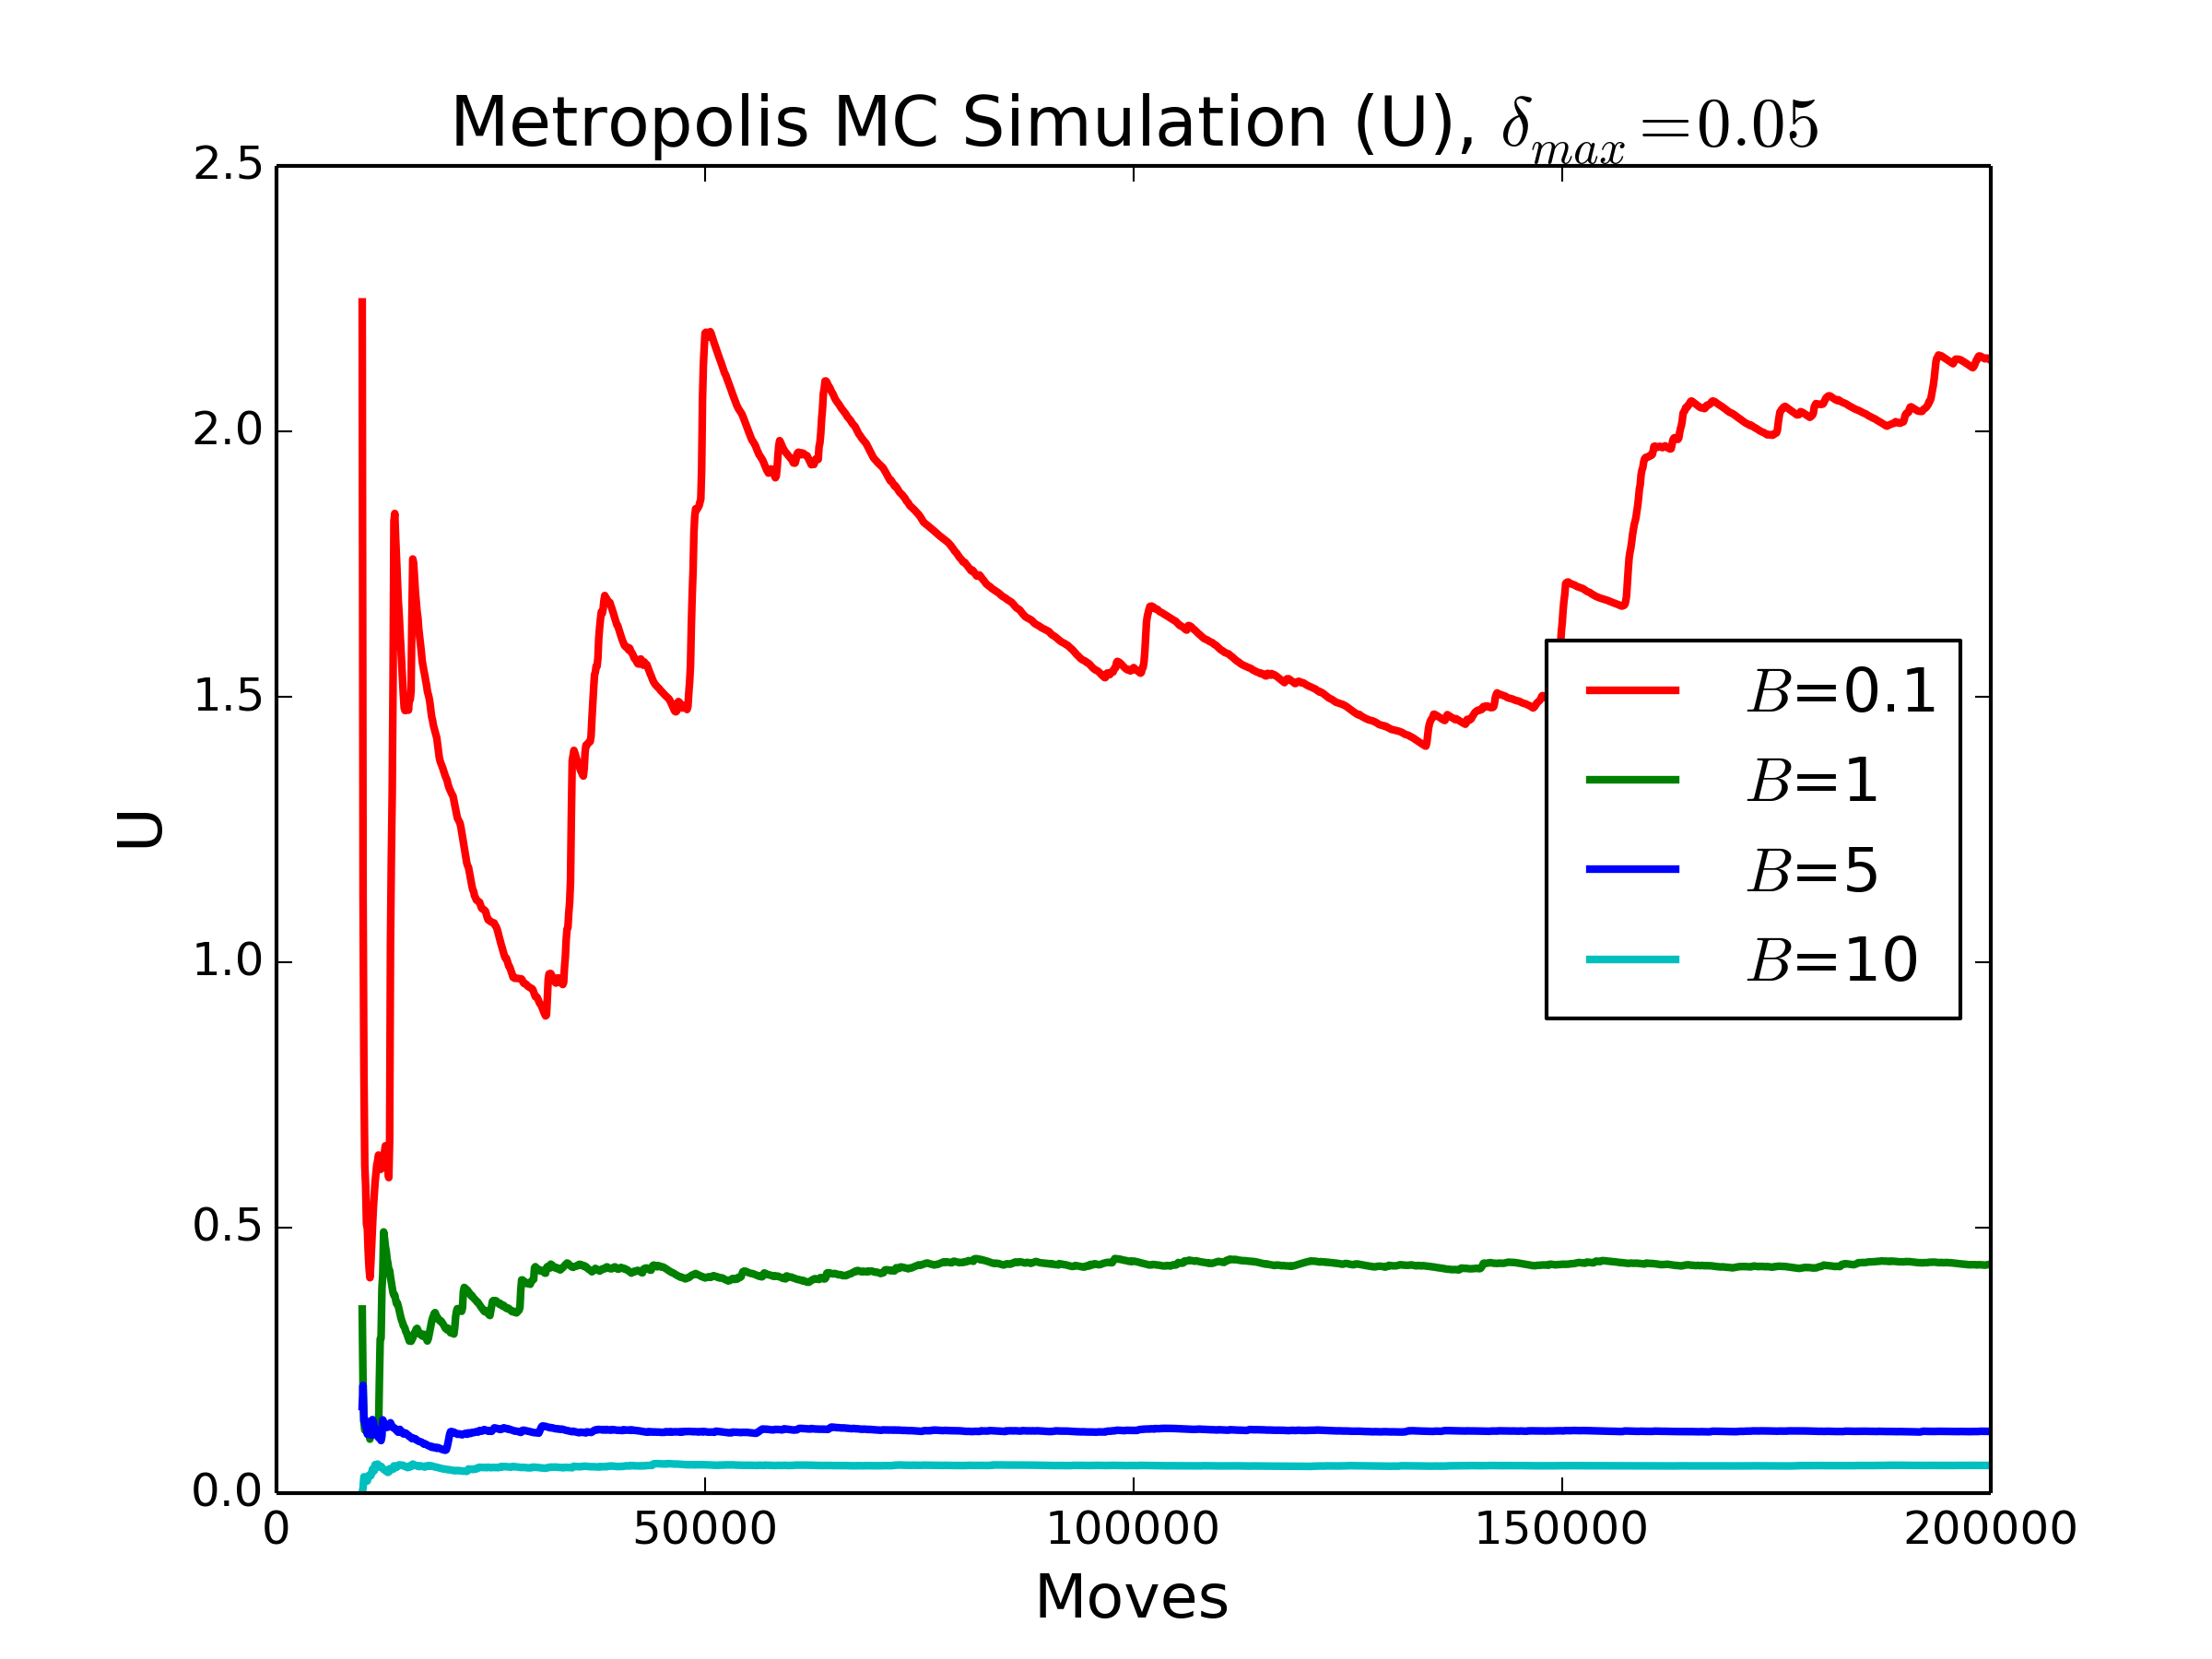 Metropolis MC Simulation (U), δmax=0.05
2.5
2.0
1.5
1.0
0.5
0.0
U
B=0.1
B=1
B=5
B=10
0 50000 100000 150000 200000
Moves